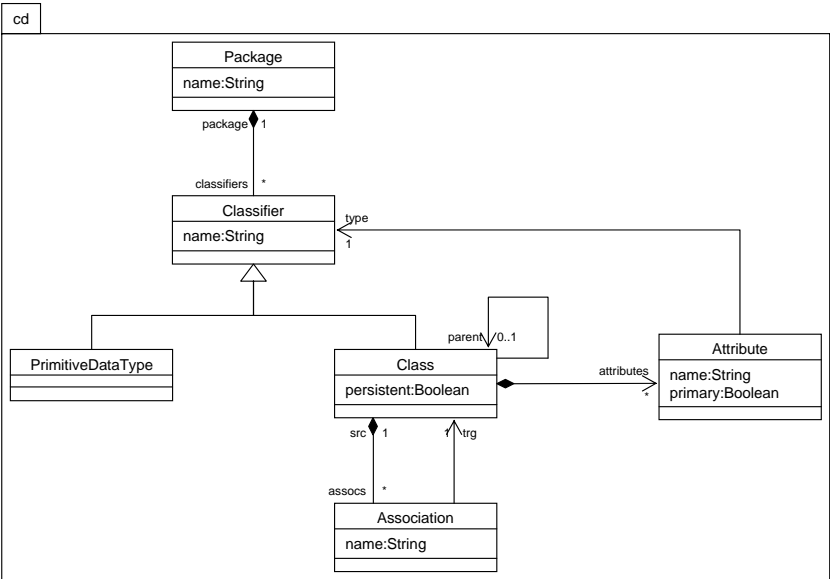 cd
Package
name:String
package 1
classifiers *
Classifier
name:String
type
1
parent 0..1
PrimitiveDataType
Class
persistent:Boolean
attributes
*
Attribute
name:String
primary:Boolean
src 1
1 trg
assocs *
Association
name:String